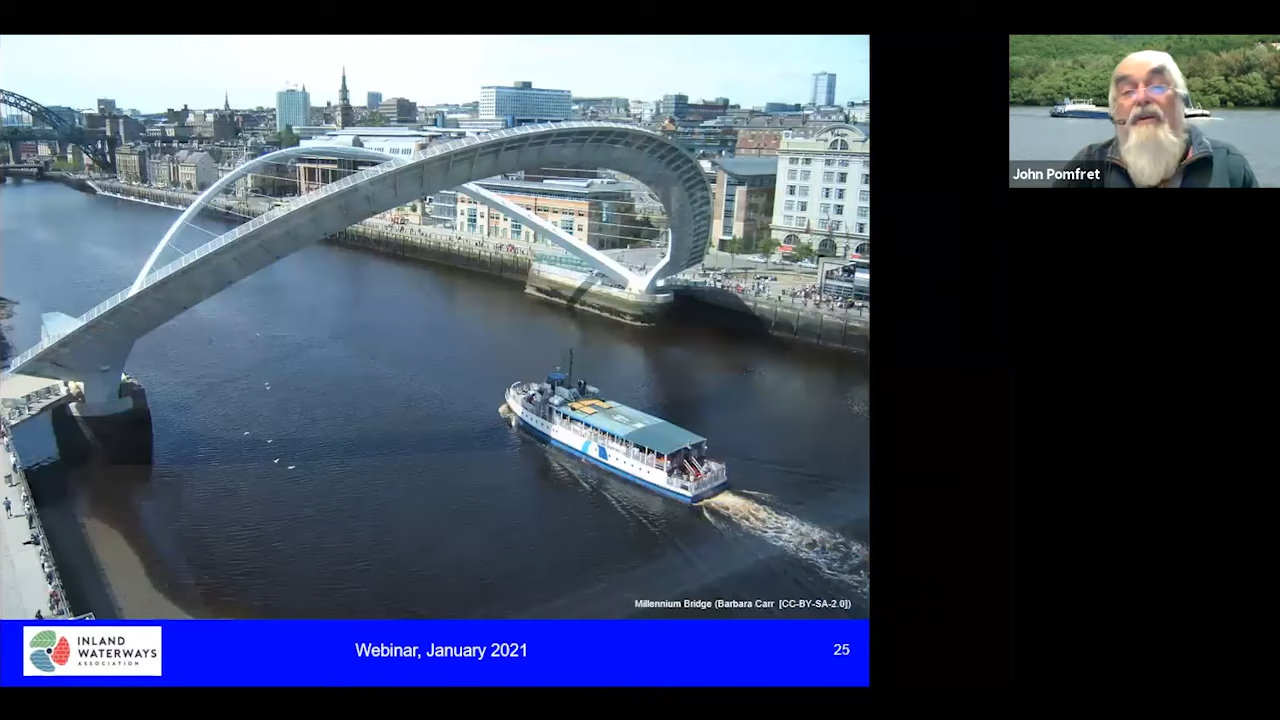 John Pomfret
Millennium Bridge (Barbara Carr [CC-BY-SA-2.0])
INLAND
WATERWAYS
ASSOCIATION
Webinar, January 2021
25